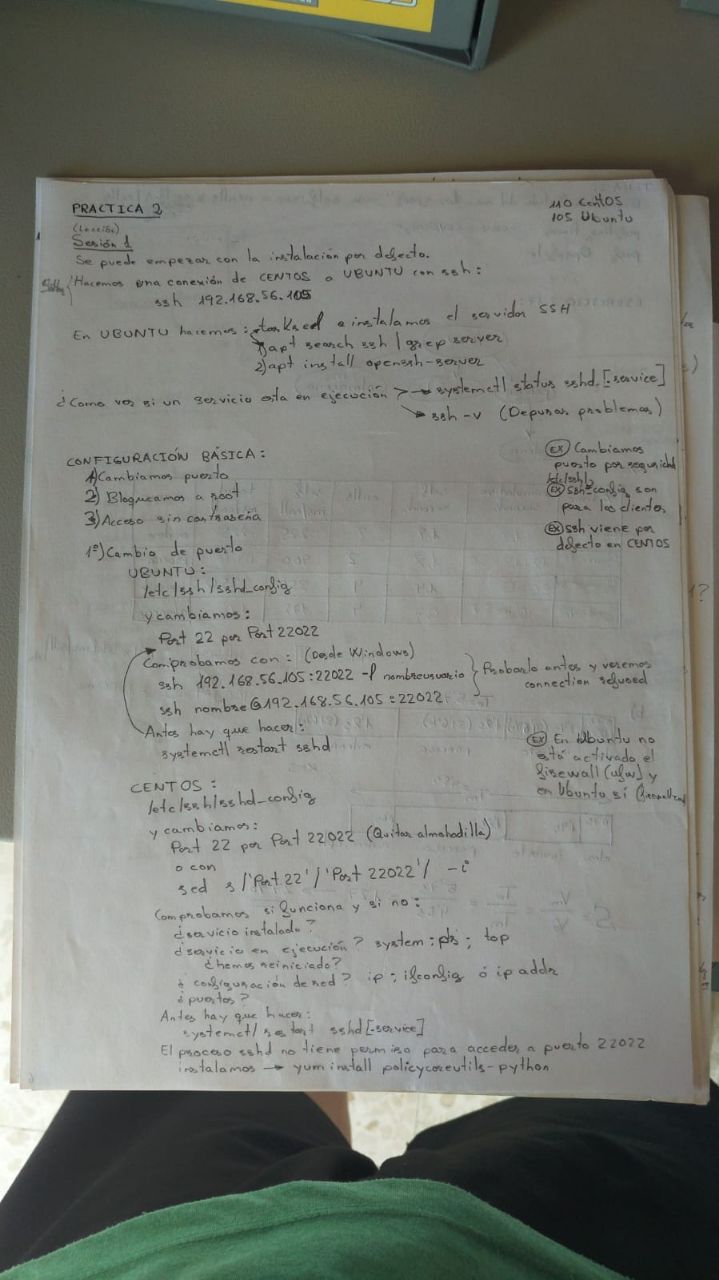 PRACTICA 2
110 CentOS
105 Ubuntu
(Lección)
Sesión 1
Se puede empezar con la instalación por defecto.
Hacemos una conexión de CENTOS a UBUNTU con ssh:
ssh 192.168.56.105
En UBUNTU hacemos: tasksel e instalamos el servidor SSH
1) apt search ssh | grep server
2) apt install openssh-server
¿Como ver si un servicio esta en ejecución? → systemctl status sshd [.service]
→ ssh -v (Depurar problemas)
CONFIGURACIÓN BÁSICA:
1) Cambiamos puerto
2) Bloqueamos a root
3) Acceso sin contraseña
EX Cambiamos
puerto por seguridad
etc/ssh/
EX ssh_config son
para los clientes
EX ssh viene por
defecto en CENTOS
1º) Cambio de puerto
UBUNTU:
/etc/ssh/sshd_config
y cambiamos:
Port 22 por Port 22022
Comprobamos con: (Desde Windows)
ssh 192.168.56.105:22022 -l nombreusuario
ssh nombre@192.168.56.105:22022
Probarlo antes y veremos
connection refused
Antes hay que hacer:
systemctl restart sshd
EX En Ubuntu no
está activado el
firewall (ufw) y
en Ubuntu sí (firewalld)
CENTOS:
/etc/ssh/sshd_config
y cambiamos:
Port 22 por Port 22022 (Quitar almohadilla)
o con
sed s/'Port 22'/'Port 22022'/ -i
Comprobamos si funciona y si no:
¿servicio instalado?
¿servicio en ejecución? system; ps; top
¿hemos reiniciado?
¿configuración de red? ip; ifconfig ó ip addr
¿puertos?
Antes hay que hacer:
systemctl restart sshd [.service]
El proceso sshd no tiene permiso para acceder a puerto 22022
instalamos → yum install policycoreutils-python